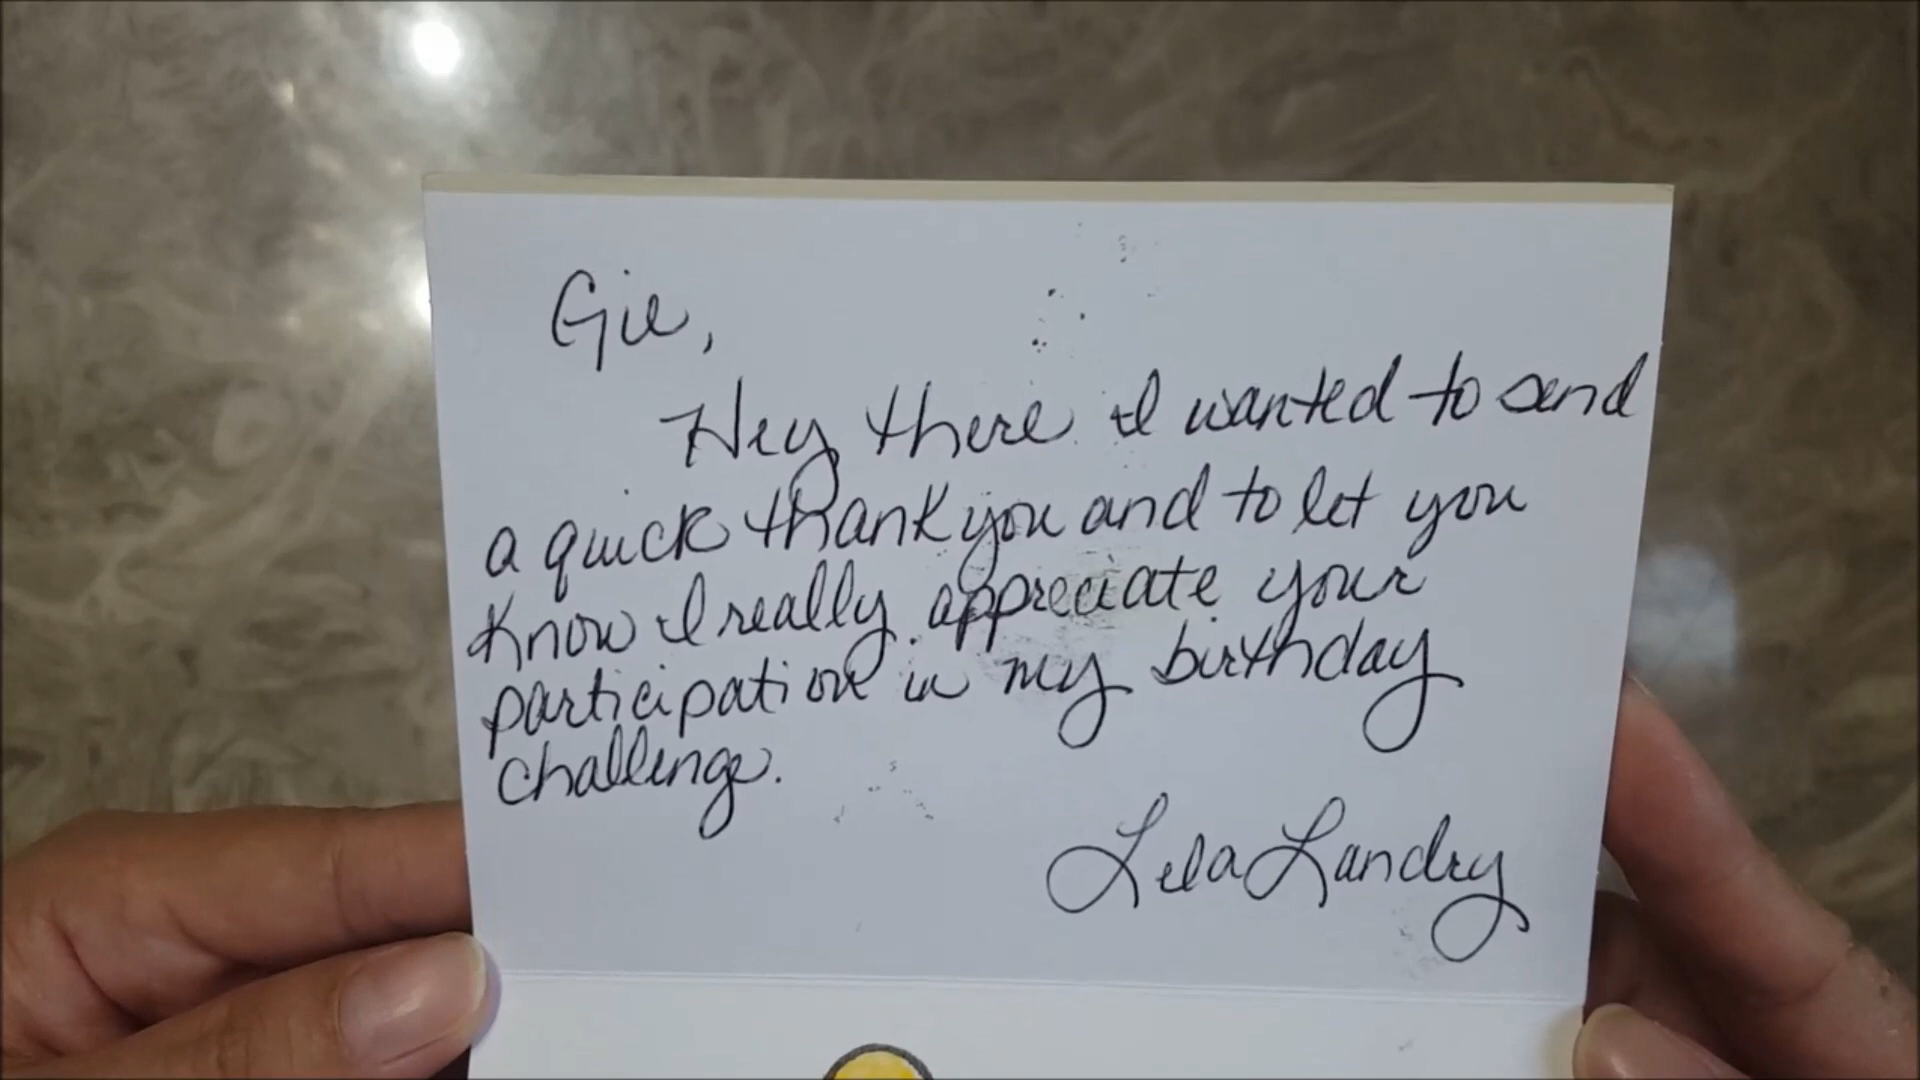 Gie,
Hey there I wanted to send
a quick thank you and to let you
know I really appreciate your
participation in my birthday
challenge.
Lela Landry